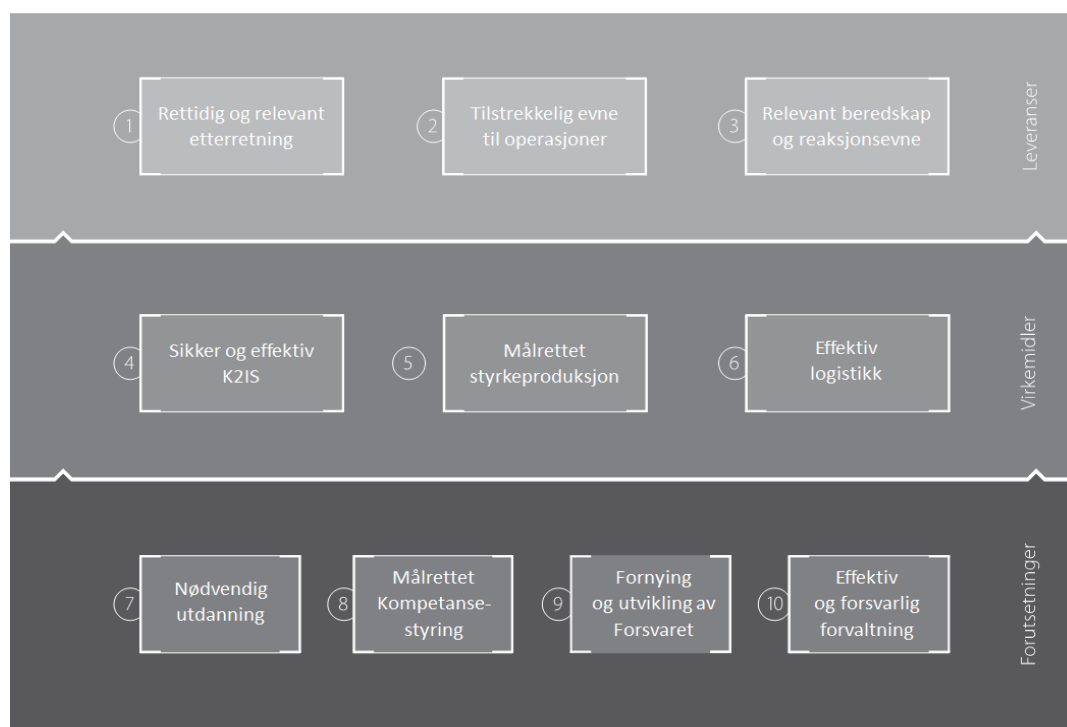 1
Rettidig og relevant
etterretning
2
Tilstrekkelig evne
til operasjoner
3
Relevant beredskap
og reaksjonsevne
Leveranser
4
Sikker og effektiv
K2IS
5
Målrettet
styrkeproduksjon
6
Effektiv
logistikk
Virkemidler
7
Nødvendig
utdanning
8
Målrettet
Kompetanse-
styring
9
Fornying
og utvikling av
Forsvaret
10
Effektiv
og forsvarlig
forvaltning
Forutsetninger